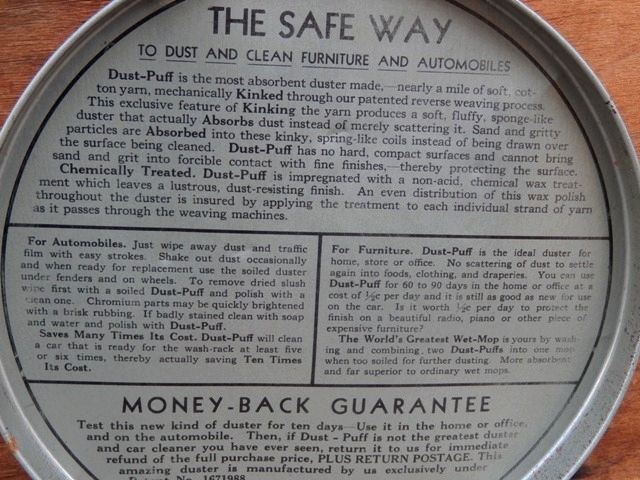 THE SAFE WAY
TO DUST AND CLEAN FURNITURE AND AUTOMOBILES
Dust-Puff is the most absorbent duster made,—nearly a mile of soft, cot-
ton yarn, mechanically Kinked through our patented reverse weaving process.
This exclusive feature of Kinking the yarn produces a soft, fluffy, sponge-like
duster that actually Absorbs dust instead of merely scattering it. Sand and gritty
particles are Absorbed into these kinky, spring-like coils instead of being drawn over
the surface being cleaned. Dust-Puff has no hard, compact surfaces and cannot bring
sand and grit into forcible contact with fine finishes,—thereby protecting the surface.
Chemically Treated. Dust-Puff is impregnated with a non-acid, chemical wax treat-
ment which leaves a lustrous, dust-resisting finish. An even distribution of this wax polish
throughout the duster is insured by applying the treatment to each individual strand of yarn
as it passes through the weaving machines.
For Automobiles. Just wipe away dust and traffic
film with easy strokes. Shake out dust occasionally
and when ready for replacement use the soiled duster
under fenders and on wheels. To remove dried slush
wipe first with a soiled Dust-Puff and polish with a
clean one. Chromium parts may be quickly brightened
with a brisk rubbing. If badly stained clean with soap
and water and polish with Dust-Puff.
Saves Many Times Its Cost. Dust-Puff will clean
a car that is ready for the wash-rack at least five
or six times, thereby actually saving Ten Times
Its Cost.
For Furniture. Dust-Puff is the ideal duster for
home, store or office. No scattering of dust to settle
again into foods, clothing, and draperies. You can use
Dust-Puff for 60 to 90 days in the home or office at a
cost of ½c per day and it is still as good as new for use
on the car. Is it worth ½c per day to protect the
finish on a beautiful radio, piano or other piece of
expensive furniture?
The World's Greatest Wet-Mop is yours by wash-
ing and combining two Dust-Puffs into one mop
when too soiled for further dusting. More absorbent
and far superior to ordinary wet mops.
MONEY-BACK GUARANTEE
Test this new kind of duster for ten days—Use it in the home or office,
and on the automobile. Then, if Dust-Puff is not the greatest duster
and car cleaner you have ever seen, return it to us for immediate
refund of the full purchase price, PLUS RETURN POSTAGE. This
amazing duster is manufactured by us exclusively under
Patent No. 1671988